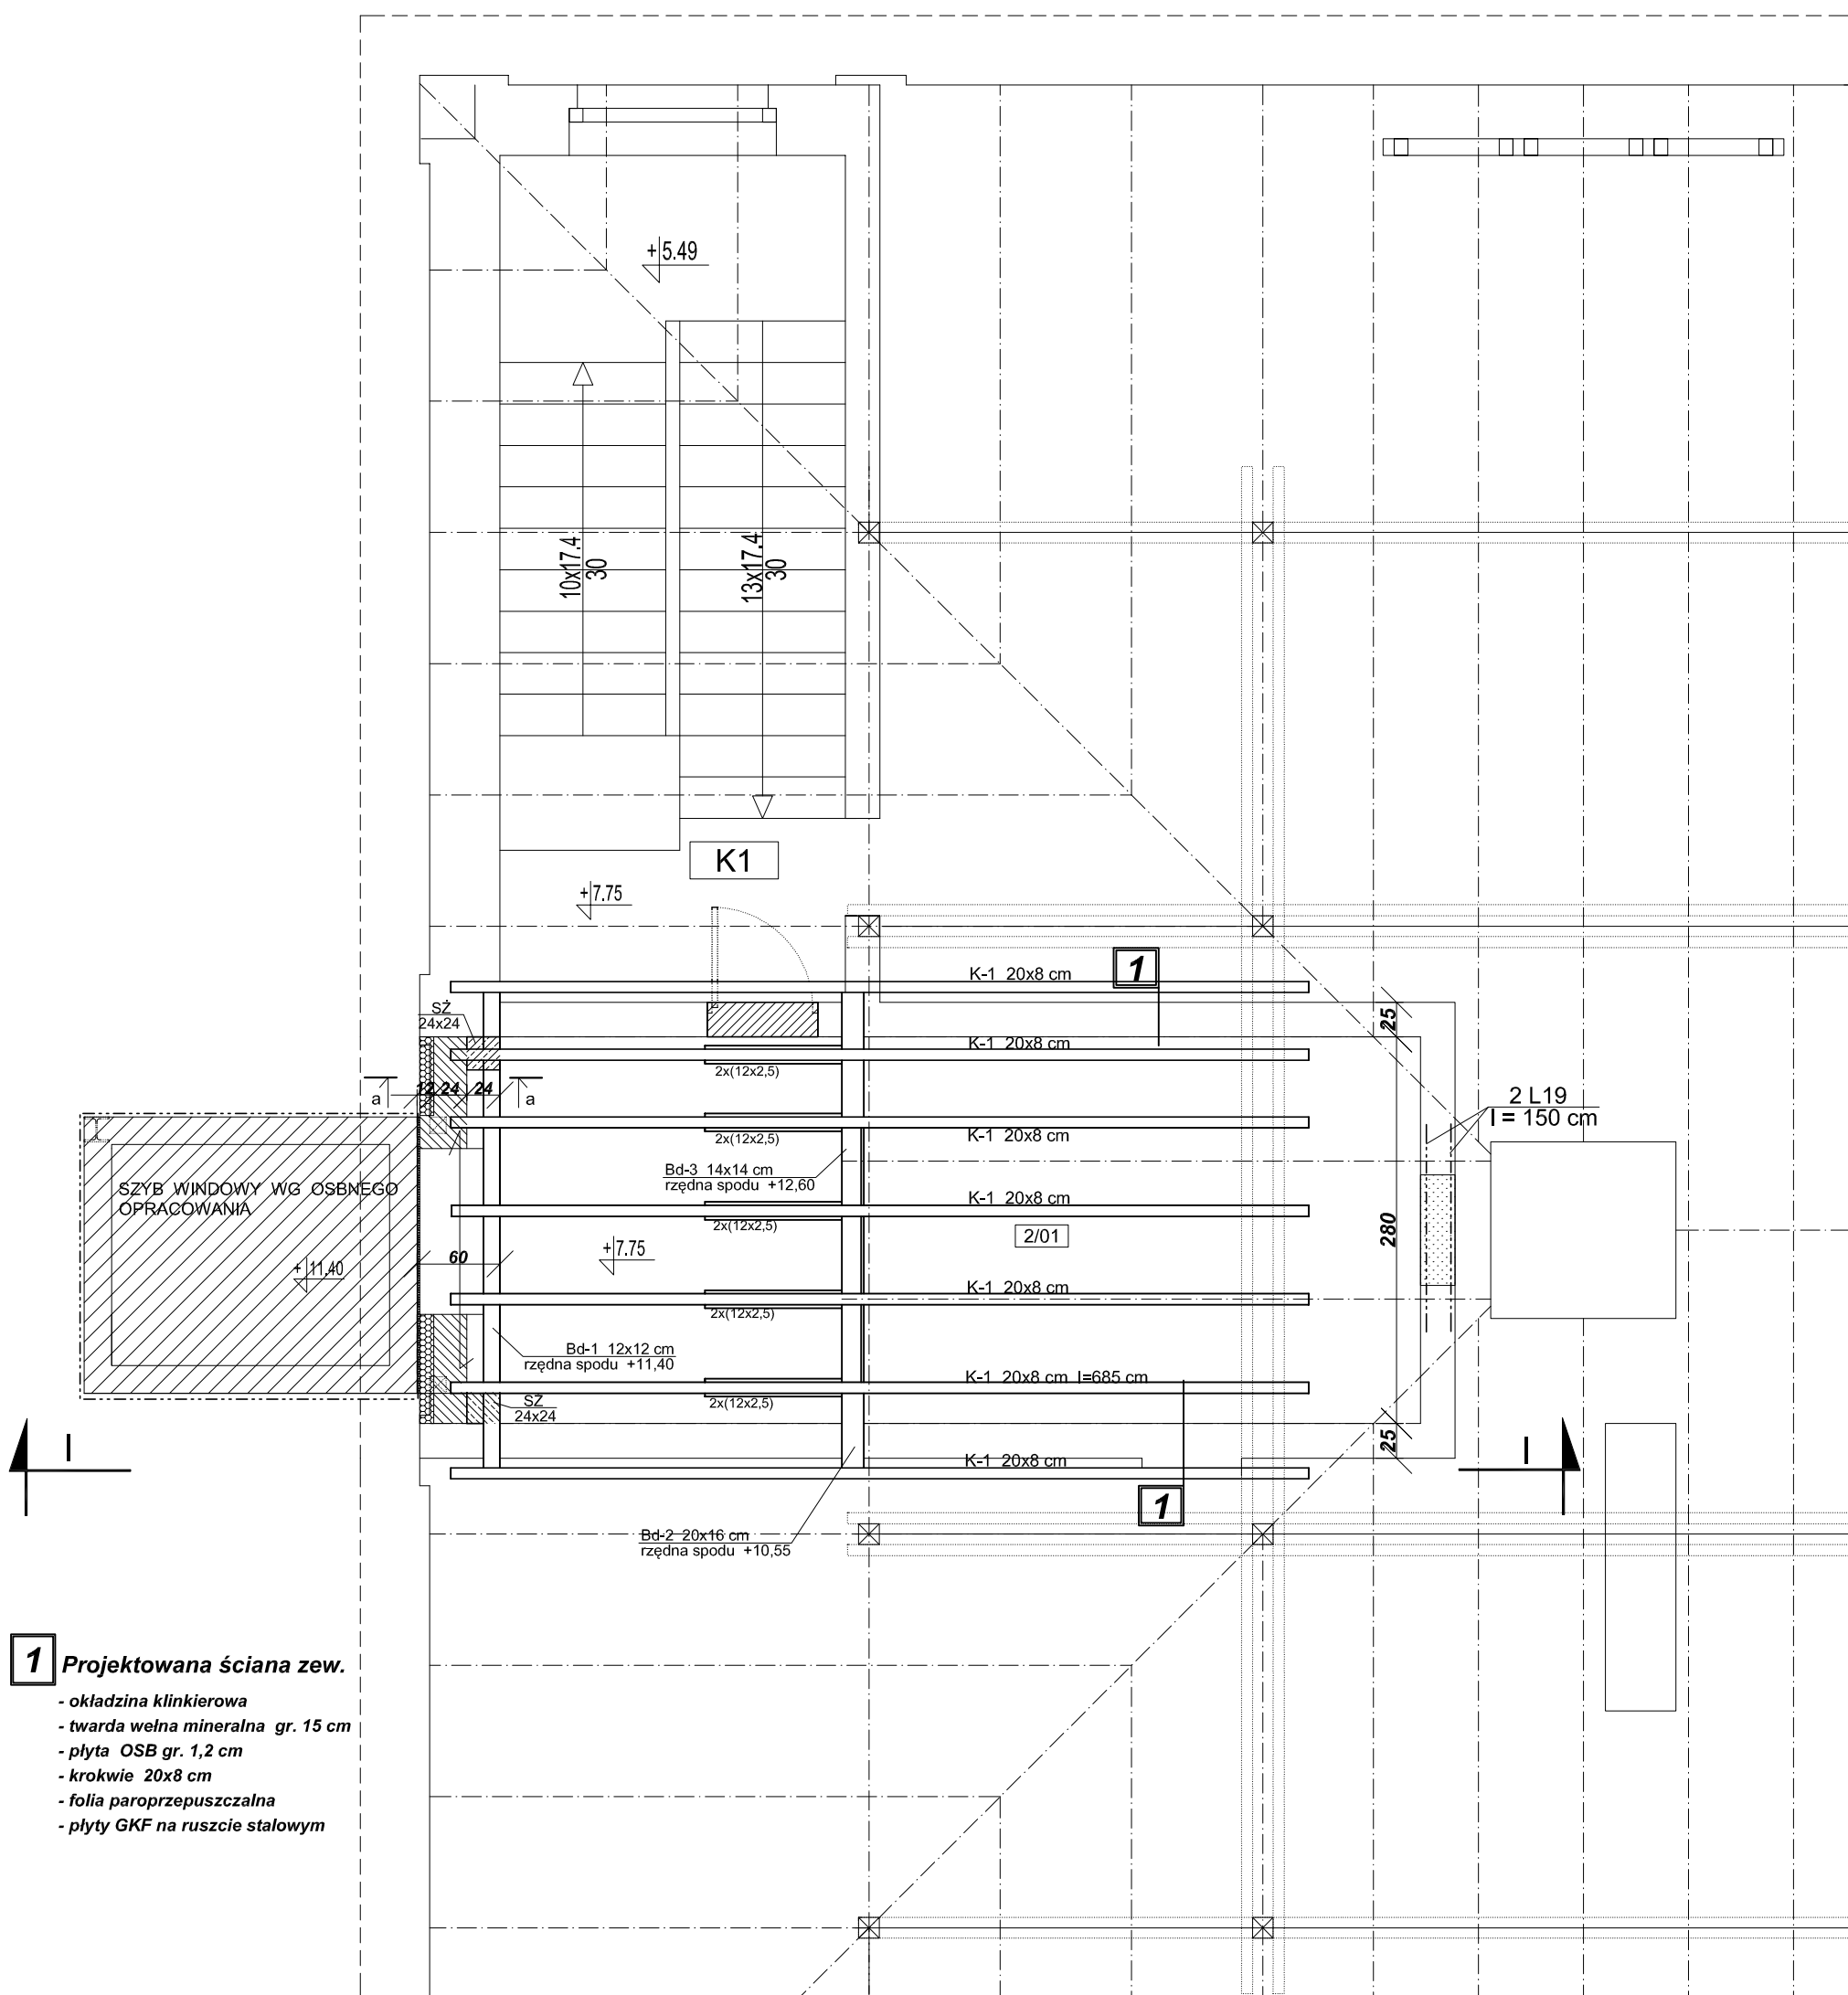 +5.49
10x17.4
30
13x17.4
30
K1
+7.75
K-1 20x8 cm
1
SŻ
24x24
K-1 20x8 cm
25
2x(12x2,5)
12 24 24
a
a
2 L19
l = 150 cm
K-1 20x8 cm
2x(12x2,5)
Bd-3 14x14 cm
rzędna spodu +12,60
SZYB WINDOWY WG OSBNEGO
OPRACOWANIA
K-1 20x8 cm
2x(12x2,5)
2/01
280
+7.75
60
+11.40
K-1 20x8 cm
2x(12x2,5)
Bd-1 12x12 cm
rzędna spodu +11,40
K-1 20x8 cm l=685 cm
2x(12x2,5)
SŻ
24x24
25
I
I
K-1 20x8 cm
1
Bd-2 20x16 cm
rzędna spodu +10,55
1 Projektowana ściana zew.
- okładzina klinkierowa
- twarda wełna mineralna gr. 15 cm
- płyta OSB gr. 1,2 cm
- krokwie 20x8 cm
- folia paroprzepuszczalna
- płyty GKF na ruszcie stalowym